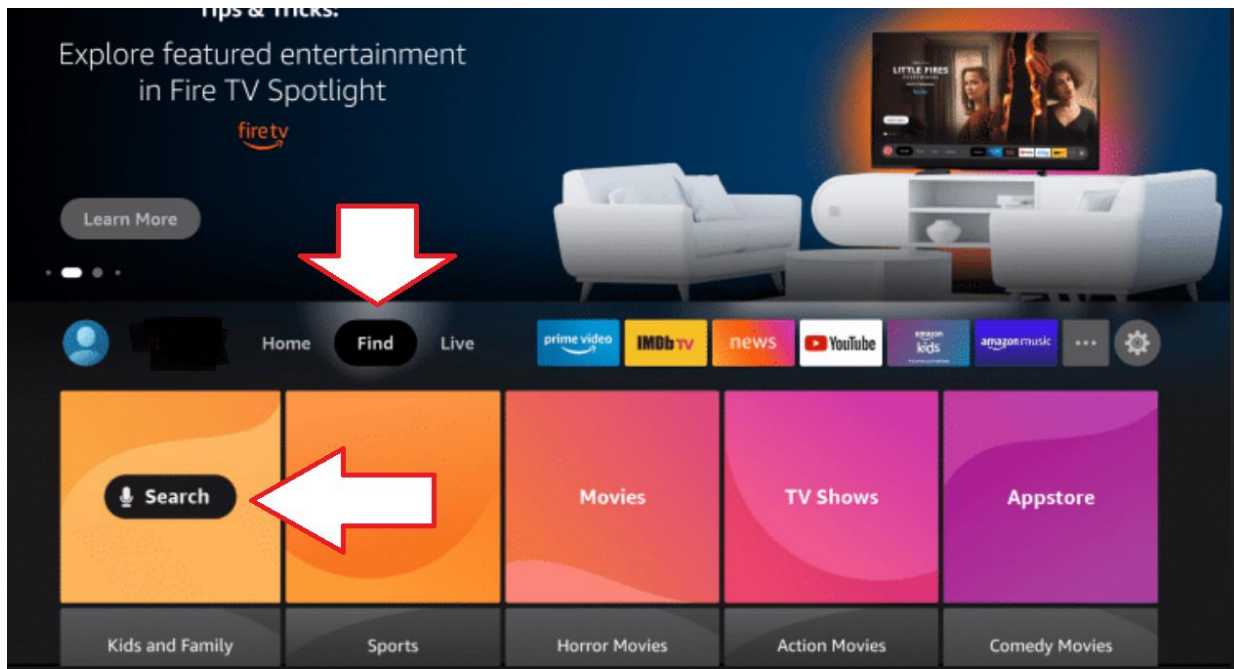 Tips & Tricks:
Explore featured entertainment
in Fire TV Spotlight
firetv
LITTLE FIRES
EVERYWHERE
Learn More
Home Find Live prime video IMDb TV news YouTube amazon kids amazon music
Search Movies TV Shows Appstore
Kids and Family Sports Horror Movies Action Movies Comedy Movies